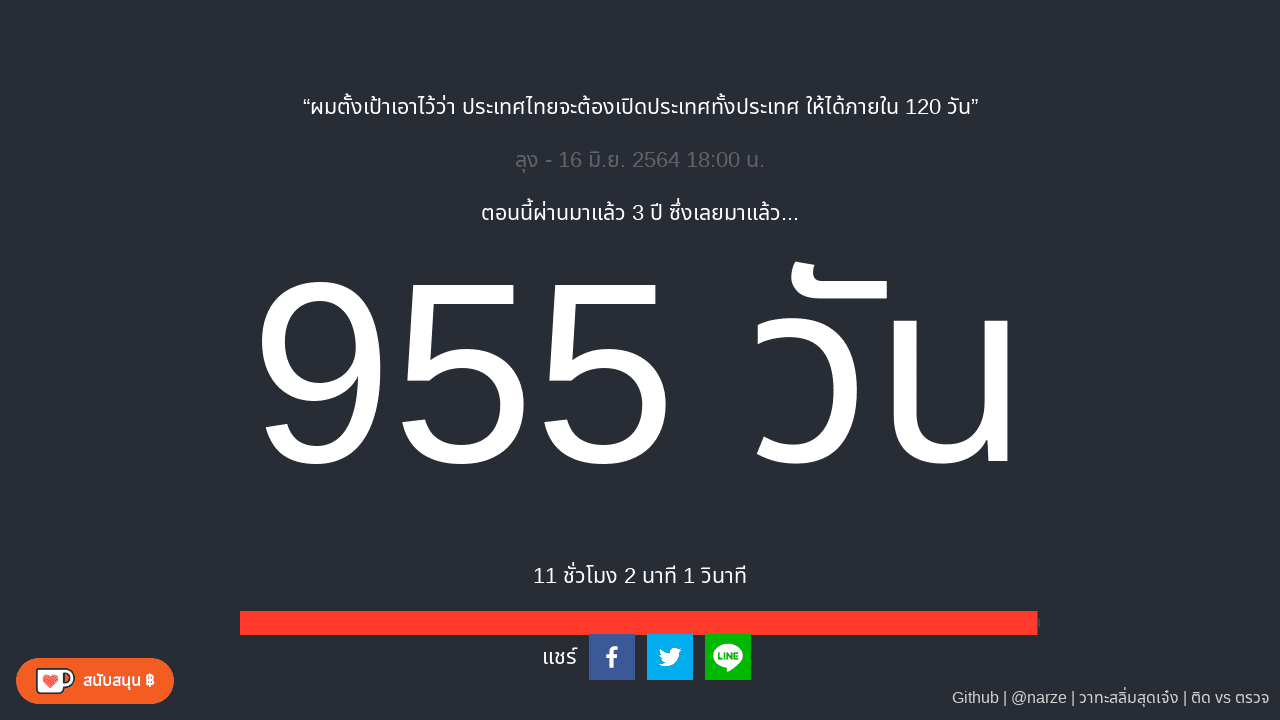 “ผมตั้งเป้าเอาไว้ว่า ประเทศไทยจะต้องเปิดประเทศทั้งประเทศ ให้ได้ภายใน 120 วัน”
ลุง - 16 มิ.ย. 2564 18:00 น.
ตอนนี้ผ่านมาแล้ว 3 ปี ซึ่งเลยมาแล้ว...
955 วัน
11 ชั่วโมง 2 นาที 1 วินาที
แชร์
LINE
สนับสนุน ฿
Github | @narze | วาทะสลิ่มสุดเจ๋ง | ติด vs ตรวจ